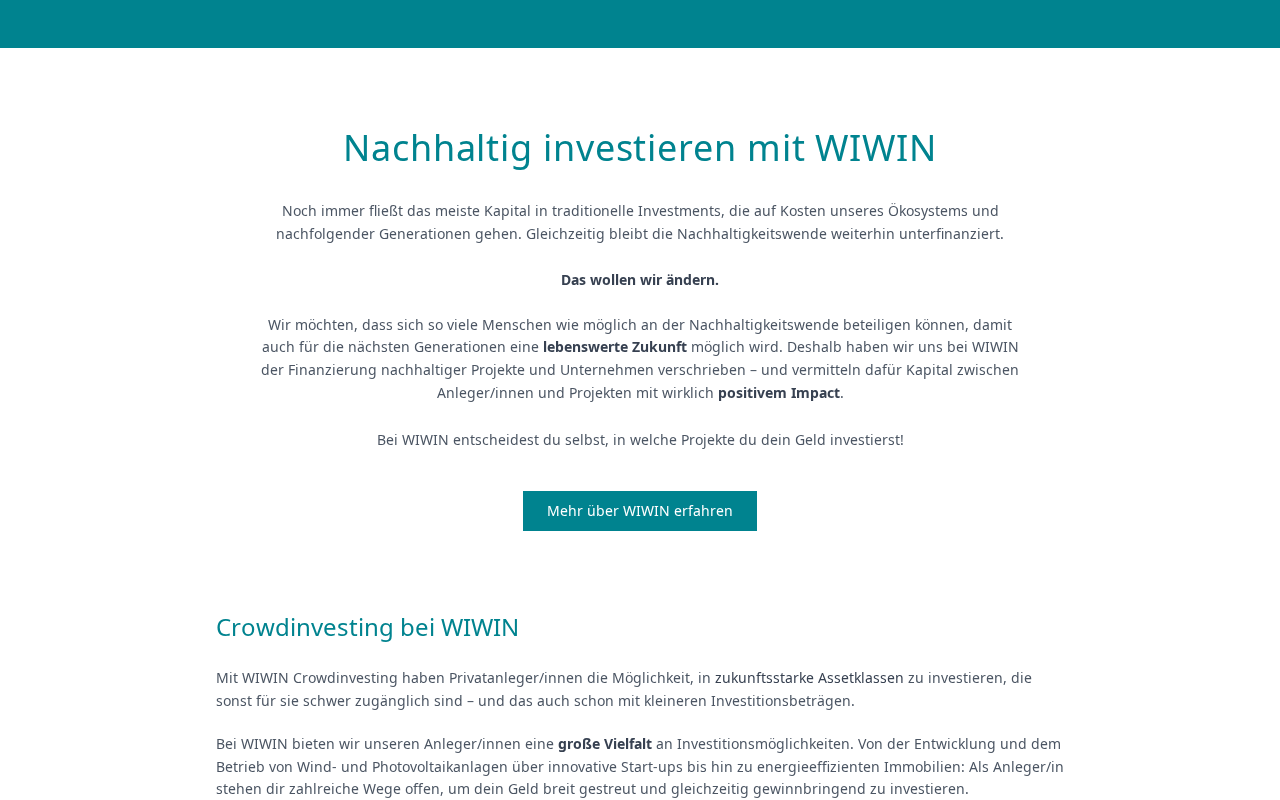 Nachhaltig investieren mit WIWIN
Noch immer fließt das meiste Kapital in traditionelle Investments, die auf Kosten unseres Ökosystems und
nachfolgender Generationen gehen. Gleichzeitig bleibt die Nachhaltigkeitswende weiterhin unterfinanziert.
Das wollen wir ändern.
Wir möchten, dass sich so viele Menschen wie möglich an der Nachhaltigkeitswende beteiligen können, damit
auch für die nächsten Generationen eine lebenswerte Zukunft möglich wird. Deshalb haben wir uns bei WIWIN
der Finanzierung nachhaltiger Projekte und Unternehmen verschrieben – und vermitteln dafür Kapital zwischen
Anleger/innen und Projekten mit wirklich positivem Impact.
Bei WIWIN entscheidest du selbst, in welche Projekte du dein Geld investierst!
Mehr über WIWIN erfahren
Crowdinvesting bei WIWIN
Mit WIWIN Crowdinvesting haben Privatanleger/innen die Möglichkeit, in zukunftsstarke Assetklassen zu investieren, die
sonst für sie schwer zugänglich sind – und das auch schon mit kleineren Investitionsbeträgen.
Bei WIWIN bieten wir unseren Anleger/innen eine große Vielfalt an Investitionsmöglichkeiten. Von der Entwicklung und dem
Betrieb von Wind- und Photovoltaikanlagen über innovative Start-ups bis hin zu energieeffizienten Immobilien: Als Anleger/in
stehen dir zahlreiche Wege offen, um dein Geld breit gestreut und gleichzeitig gewinnbringend zu investieren.